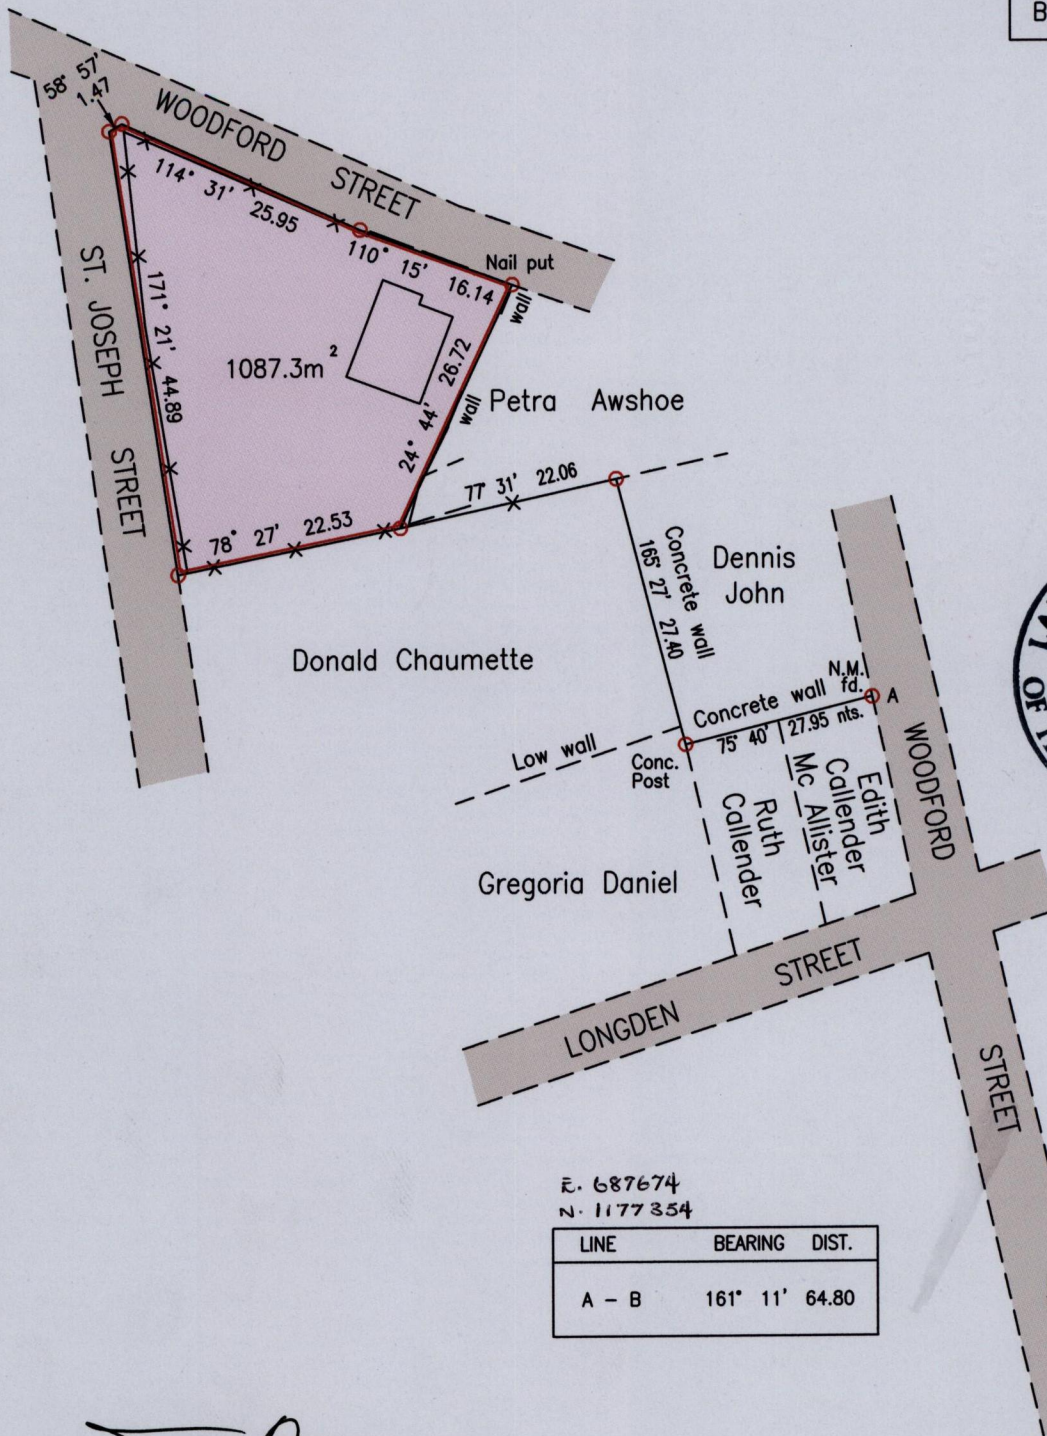 B
58° 57'
1.47
WOODFORD STREET
114° 31' 25.95
110° 15' 16.14
Nail put
wall
ST. JOSEPH STREET
171° 21' 44.89
1087.3m²
26.72
24° 44'
wall
Petra Awshoe
77° 31' 22.06
78° 27' 22.53
Concrete wall
165° 27' 27.40
Dennis
John
Donald Chaumette
N.M.
fd.
A
Concrete wall
75° 40' 27.95 nts.
Low wall
Conc.
Post
WOODFORD STREET
Edith
Callender
Mc Allister
Ruth
Callender
Gregoria Daniel
OF
LONGDEN STREET
E. 687674
N. 1177354
LINE BEARING DIST.
A - B 161° 11' 64.80